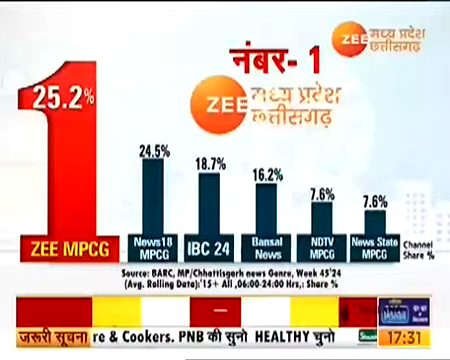 नंबर- 1
ZEE मध्य प्रदेश
छत्तीसगढ़
ZEE मध्य प्रदेश
छत्तीसगढ़
25.2%
24.5%
18.7%
16.2%
7.6%
7.6%
ZEE MPCG
News18 MPCG
IBC 24
Bansal News
NDTV MPCG
News State MPCG
Channel Share %
Source: BARC, MP/Chhattisgarh news Genre, Week 45'24
(Avg. Rolling Data);'15+ All ,06:00-24:00 Hrs,: Share %
जरूरी सूचना re & Cookers. PNB की सुनो HEALTHY चुनो
17:31